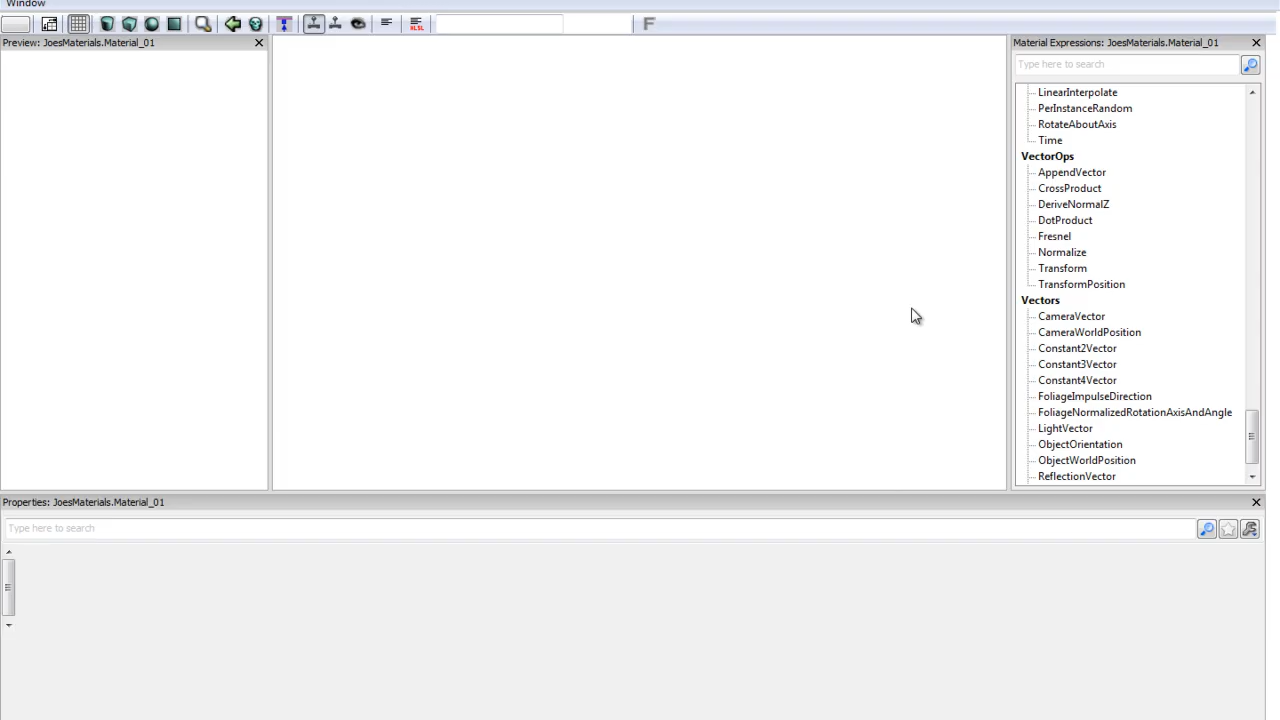 Window
HLSL
F
Preview: JoesMaterials.Material_01
Material Expressions: JoesMaterials.Material_01
Type here to search
LinearInterpolate
PerInstanceRandom
RotateAboutAxis
Time
VectorOps
AppendVector
CrossProduct
DeriveNormalZ
DotProduct
Fresnel
Normalize
Transform
TransformPosition
Vectors
CameraVector
CameraWorldPosition
Constant2Vector
Constant3Vector
Constant4Vector
FoliageImpulseDirection
FoliageNormalizedRotationAxisAndAngle
LightVector
ObjectOrientation
ObjectWorldPosition
ReflectionVector
Properties: JoesMaterials.Material_01
Type here to search